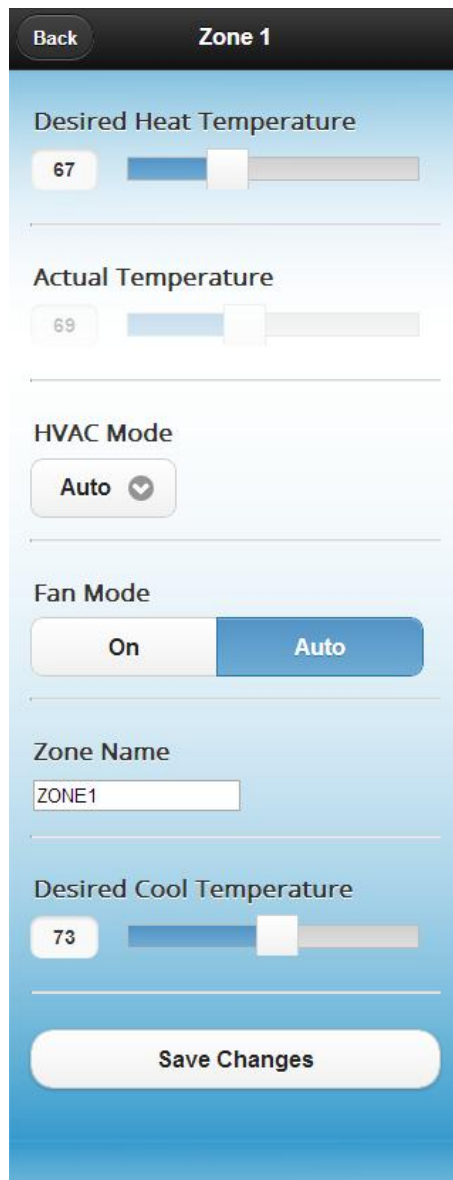 Back
Zone 1
Desired Heat Temperature
67
Actual Temperature
69
HVAC Mode
Auto
Fan Mode
On Auto
Zone Name
ZONE1
Desired Cool Temperature
73
Save Changes